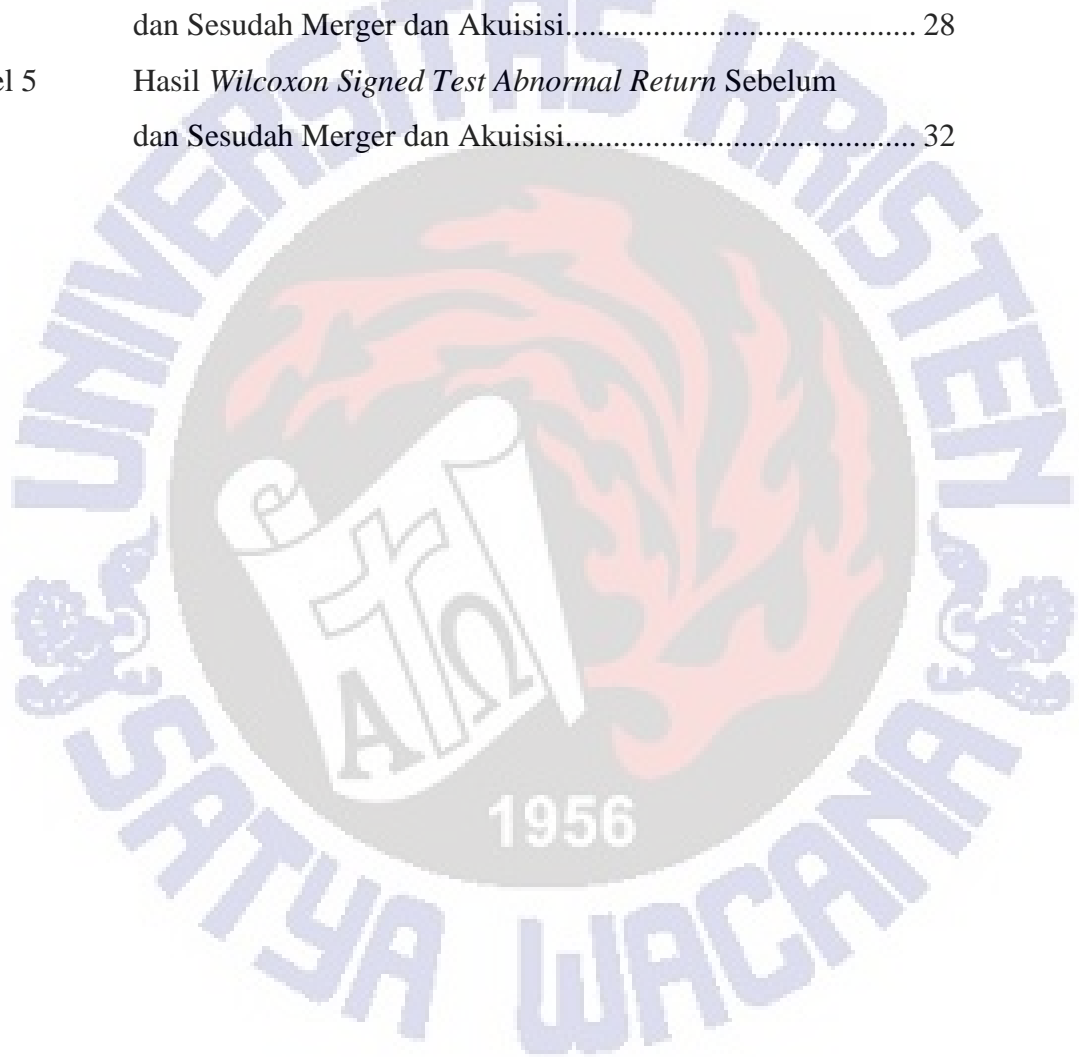 dan Sesudah Merger dan Akuisisi............................................ 28
el 5 Hasil Wilcoxon Signed Test Abnormal Return Sebelum
dan Sesudah Merger dan Akuisisi............................................ 32
UNIVERSITAS KRISTEN
Α Ω
1956
SATYA WACANA